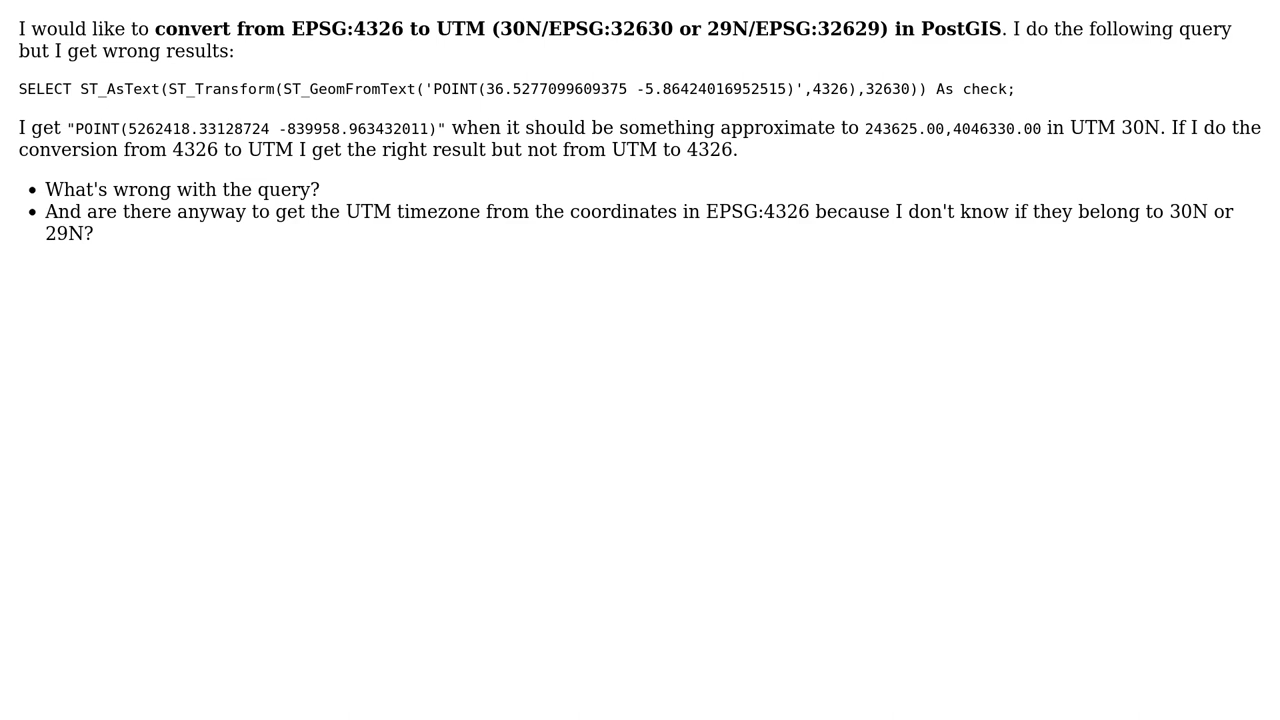 I would like to convert from EPSG:4326 to UTM (30N/EPSG:32630 or 29N/EPSG:32629) in PostGIS. I do the following query
but I get wrong results:
SELECT ST_AsText(ST_Transform(ST_GeomFromText('POINT(36.5277099609375 -5.86424016952515)',4326),32630)) As check;
I get "POINT(5262418.33128724 -839958.963432011)" when it should be something approximate to 243625.00,4046330.00 in UTM 30N. If I do the
conversion from 4326 to UTM I get the right result but not from UTM to 4326.
• What's wrong with the query?
• And are there anyway to get the UTM timezone from the coordinates in EPSG:4326 because I don't know if they belong to 30N or
29N?